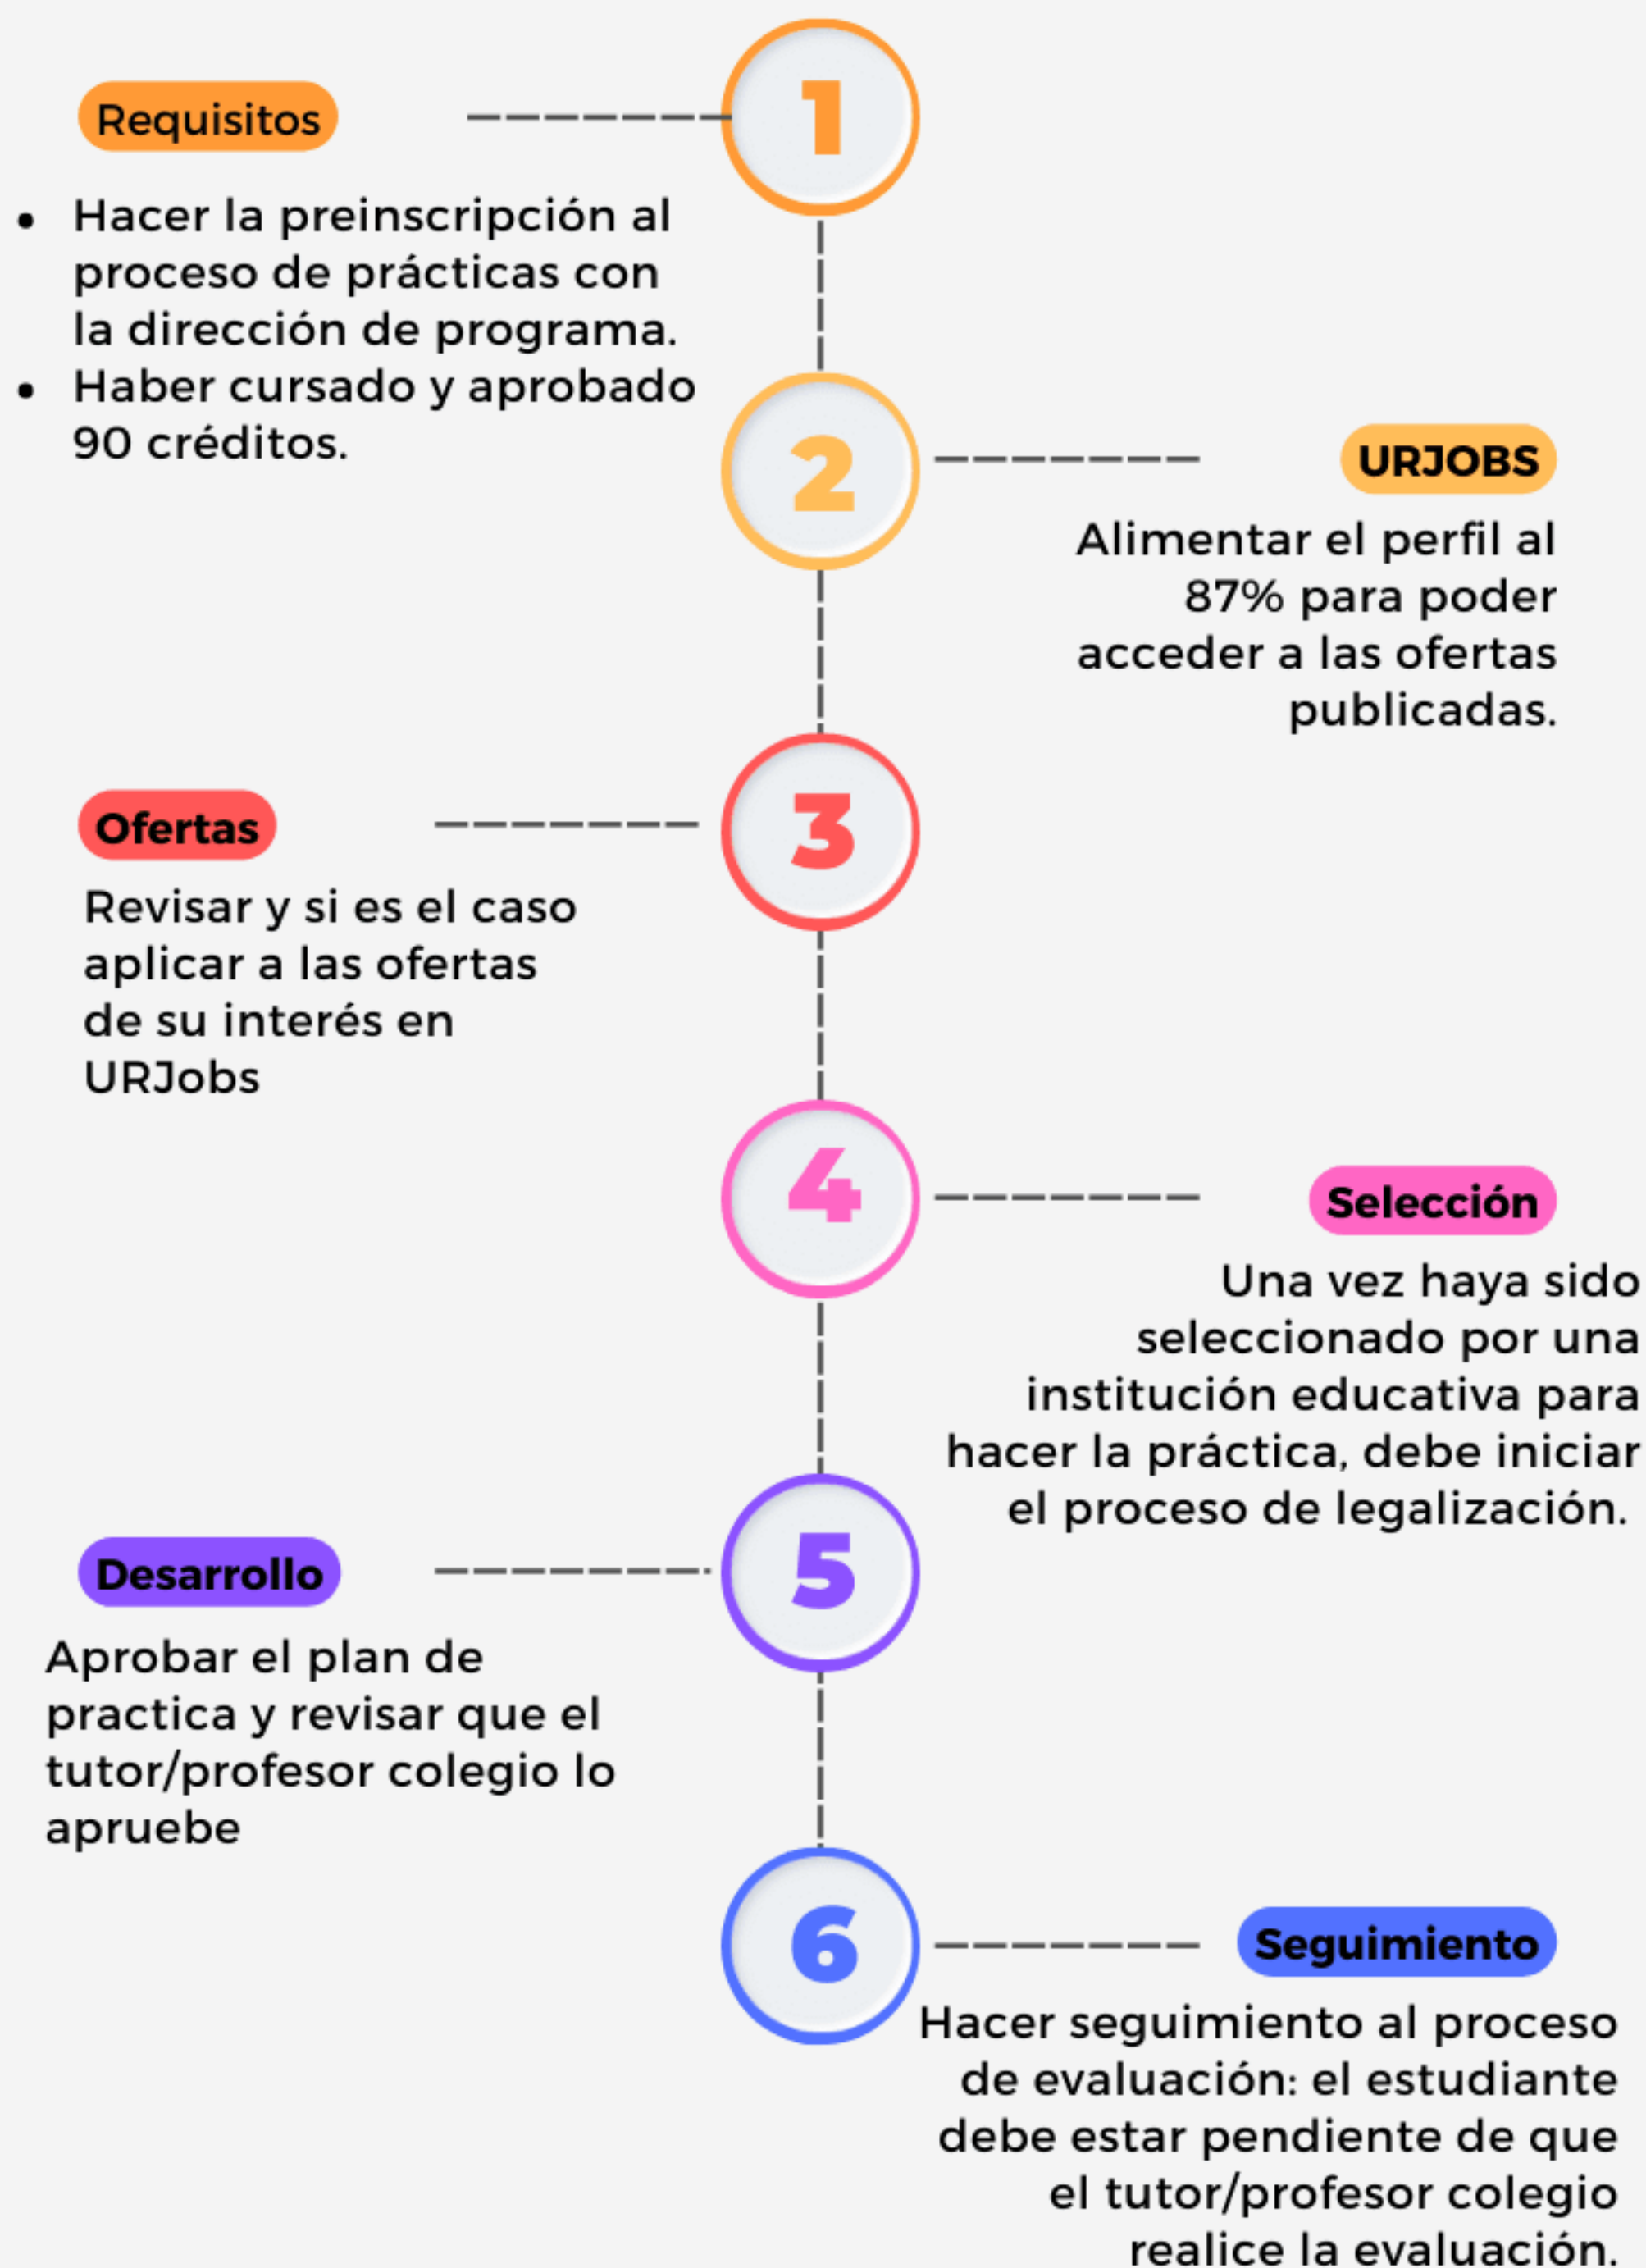 1
Requisitos
• Hacer la preinscripción al
proceso de prácticas con
la dirección de programa.
• Haber cursado y aprobado
90 créditos.
2
URJOBS
Alimentar el perfil al
87% para poder
acceder a las ofertas
publicadas.
3
Ofertas
Revisar y si es el caso
aplicar a las ofertas
de su interés en
URJobs
4
Selección
Una vez haya sido
seleccionado por una
institución educativa para
hacer la práctica, debe iniciar
el proceso de legalización.
5
Desarrollo
Aprobar el plan de
practica y revisar que el
tutor/profesor colegio lo
apruebe
6
Seguimiento
Hacer seguimiento al proceso
de evaluación: el estudiante
debe estar pendiente de que
el tutor/profesor colegio
realice la evaluación.